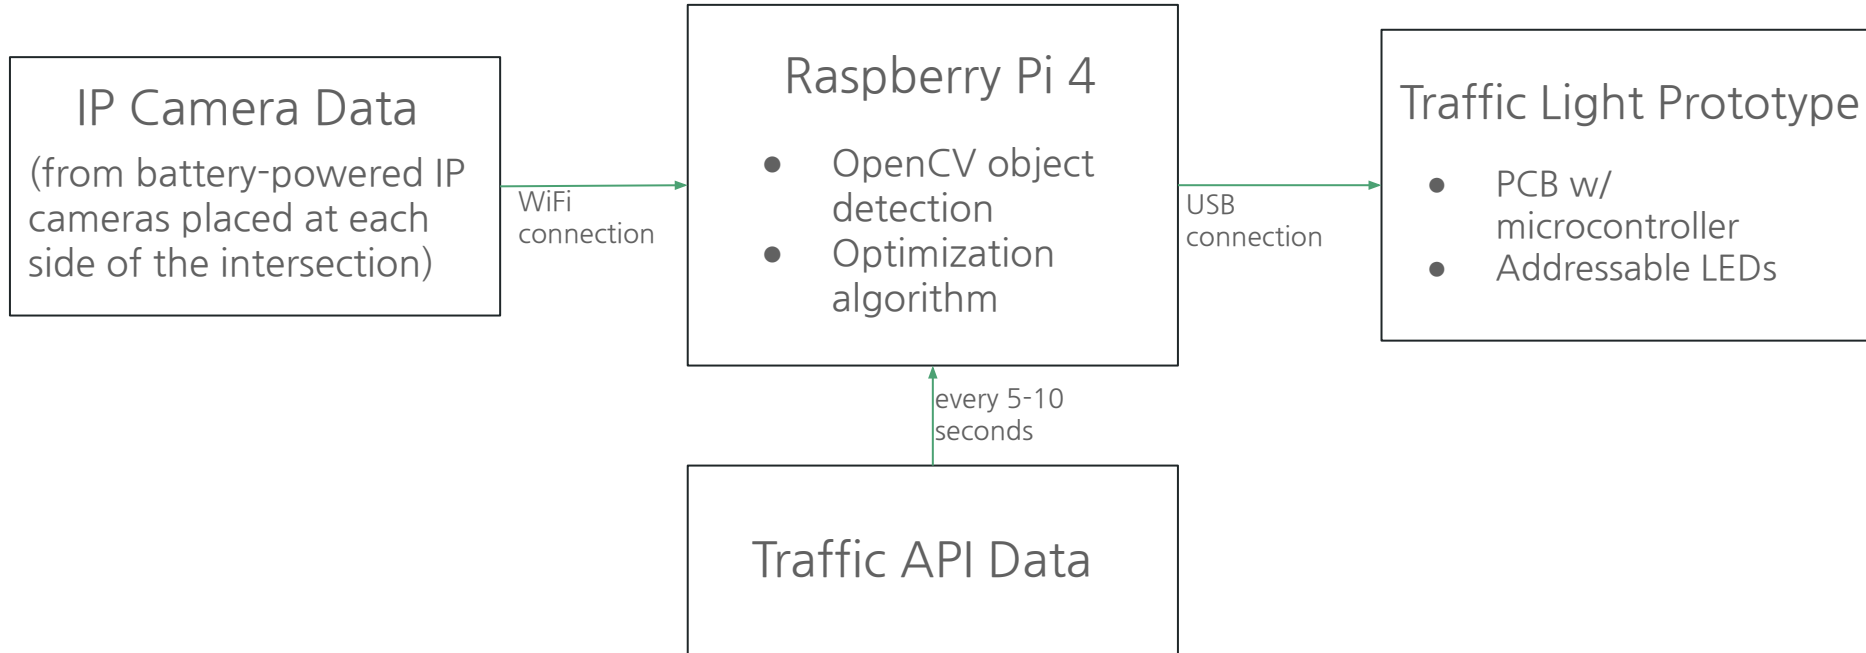 IP Camera Data
(from battery-powered IP
cameras placed at each
side of the intersection)
WiFi
connection
Raspberry Pi 4
● OpenCV object
detection
● Optimization
algorithm
USB
connection
Traffic Light Prototype
● PCB w/
microcontroller
● Addressable LEDs
every 5-10
seconds
Traffic API Data